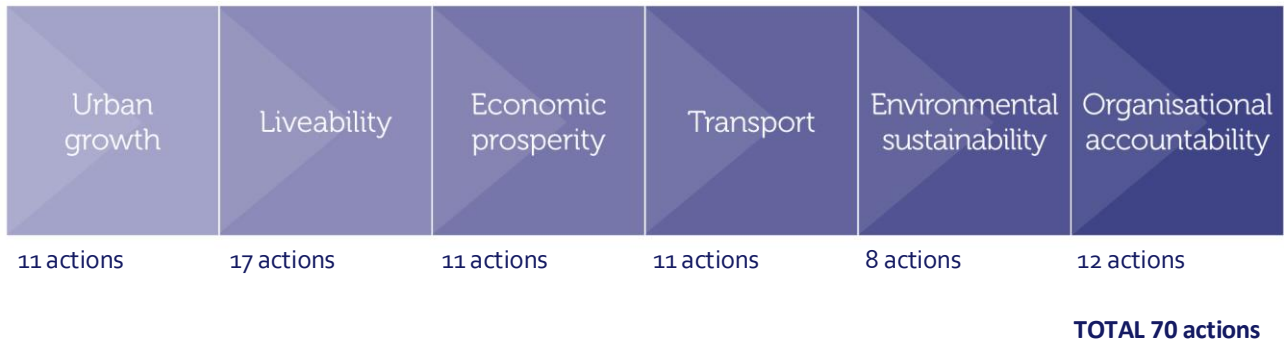 Urban
growth
Liveability
Economic
prosperity
Transport
Environmental
sustainability
Organisational
accountability
11 actions
17 actions
11 actions
11 actions
8 actions
12 actions
TOTAL 70 actions